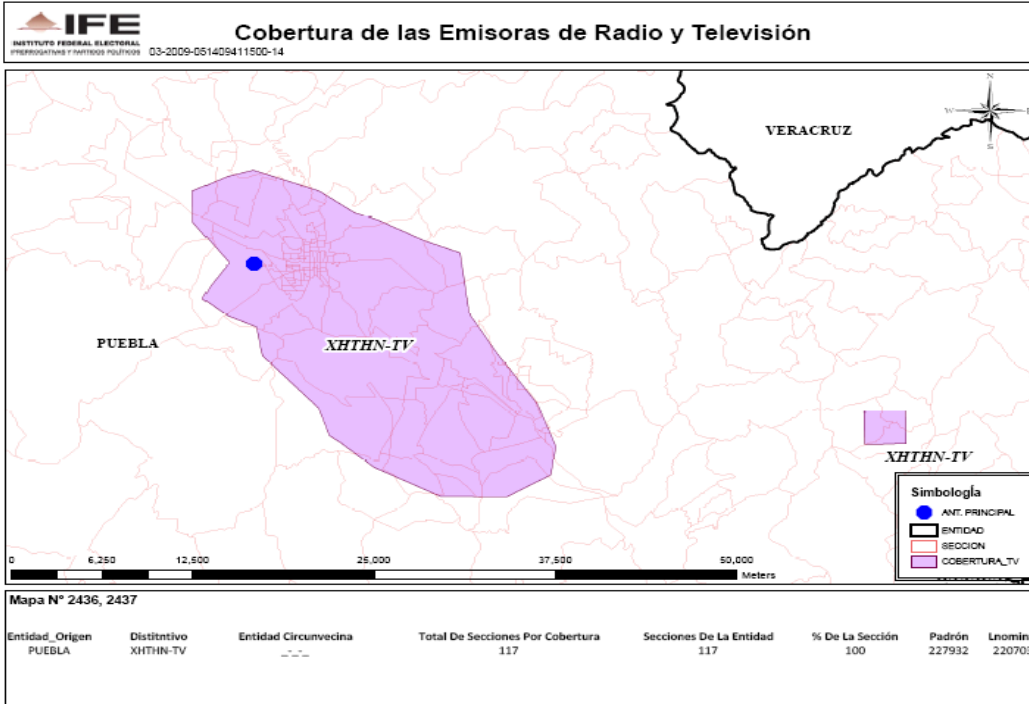 IFE
INSTITUTO FEDERAL ELECTORAL
PRERROGATIVAS Y PARTIDOS POLÍTICOS
03-2009-051409411500-14
Cobertura de las Emisoras de Radio y Televisión
N
W
S
VERACRUZ
PUEBLA
XHTHN-TV
XHTHN-TV
Simbología
ANT. PRINCIPAL
ENTIDAD
SECCION
COBERTURA_TV
0 6,250 12,500 25,000 37,500 50,000
Meters
Mapa N° 2436, 2437
Entidad_Origen Distitntivo Entidad Circunvecina Total De Secciones Por Cobertura Secciones De La Entidad % De La Sección Padrón Lnomin
PUEBLA XHTHN-TV _-_-_ 117 117 100 227932 220703